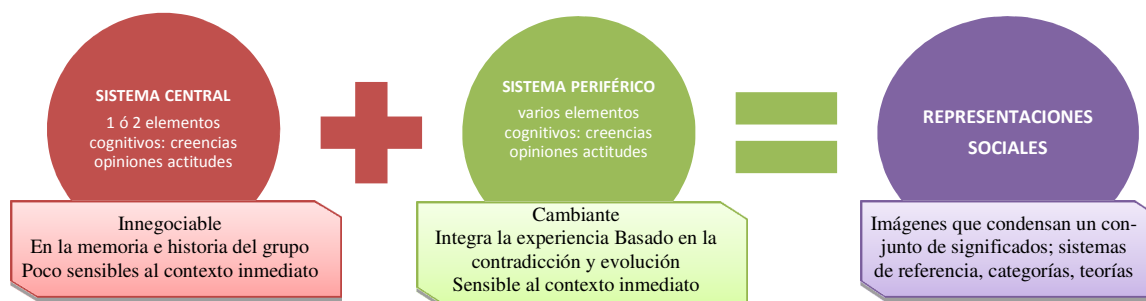 SISTEMA CENTRAL
1 ó 2 elementos
cognitivos: creencias
opiniones actitudes
Innegociable
En la memoria e historia del grupo
Poco sensibles al contexto inmediato
SISTEMA PERIFÉRICO
varios elementos
cognitivos: creencias
opiniones actitudes
Cambiante
Integra la experiencia Basado en la
contradicción y evolución
Sensible al contexto inmediato
REPRESENTACIONES
SOCIALES
Imágenes que condensan un con-
junto de significados; sistemas
de referencia, categorías, teorías